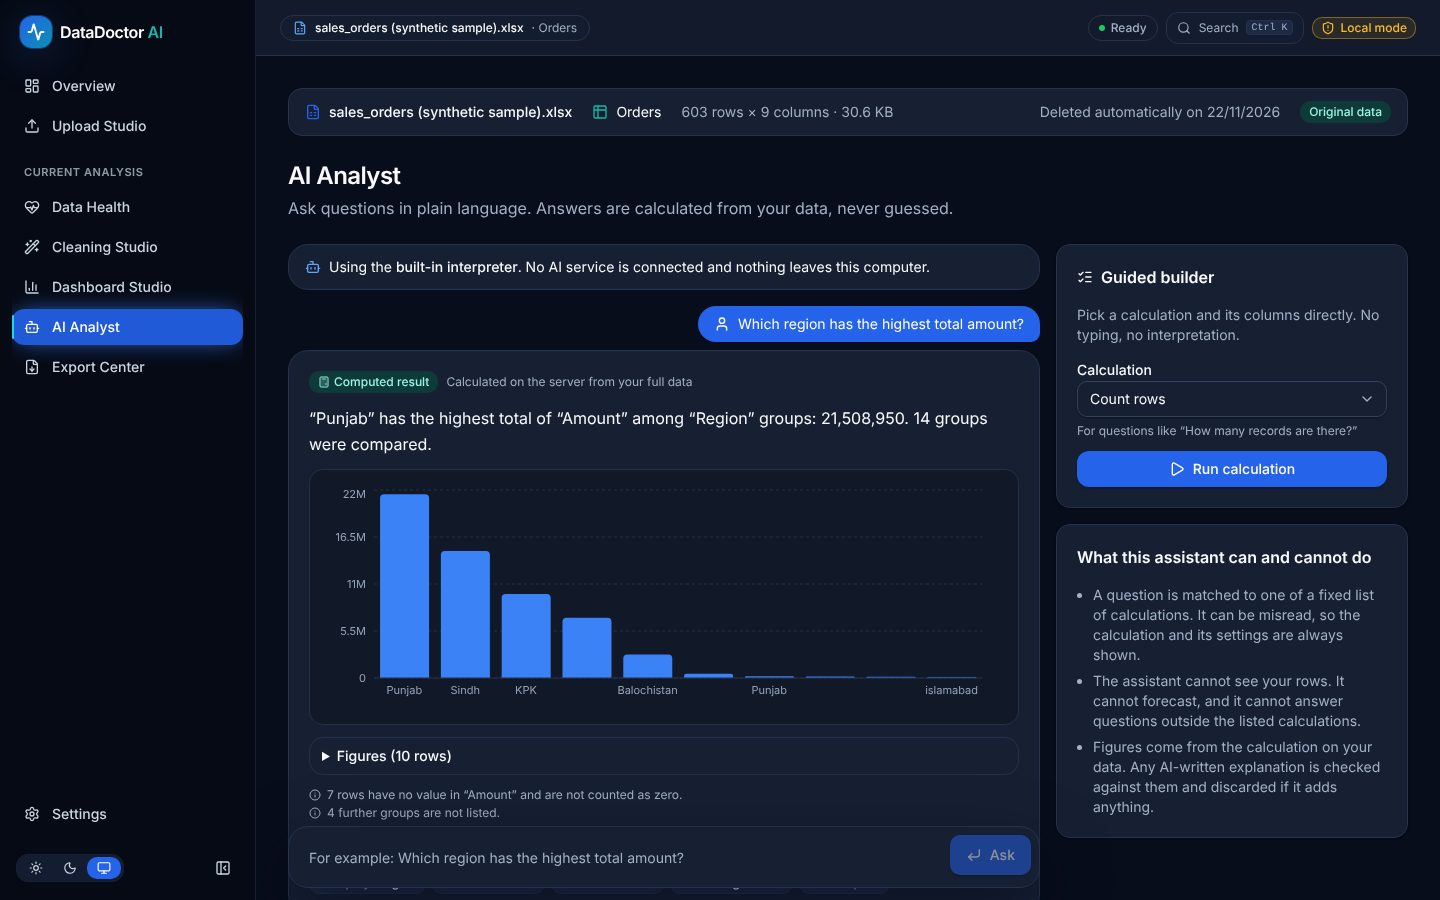 DataDoctor AI
sales_orders (synthetic sample).xlsx · Orders
Ready
Search Ctrl K
Local mode
Overview
Upload Studio
CURRENT ANALYSIS
Data Health
Cleaning Studio
Dashboard Studio
AI Analyst
Export Center
Settings
sales_orders (synthetic sample).xlsx
Orders
603 rows × 9 columns · 30.6 KB
Deleted automatically on 22/11/2026
Original data
AI Analyst
Ask questions in plain language. Answers are calculated from your data, never guessed.
Using the built-in interpreter. No AI service is connected and nothing leaves this computer.
Which region has the highest total amount?
Computed result
Calculated on the server from your full data
“Punjab” has the highest total of “Amount” among “Region” groups: 21,508,950. 14 groups
were compared.
22M
16.5M
11M
5.5M
0
Punjab
Sindh
KPK
Balochistan
Punjab
islamabad
Figures (10 rows)
7 rows have no value in “Amount” and are not counted as zero.
4 further groups are not listed.
For example: Which region has the highest total amount?
Ask
Guided builder
Pick a calculation and its columns directly. No
typing, no interpretation.
Calculation
Count rows
For questions like “How many records are there?”
Run calculation
What this assistant can and cannot do
A question is matched to one of a fixed list
of calculations. It can be misread, so the
calculation and its settings are always
shown.
The assistant cannot see your rows. It
cannot forecast, and it cannot answer
questions outside the listed calculations.
Figures come from the calculation on your
data. Any AI-written explanation is checked
against them and discarded if it adds
anything.